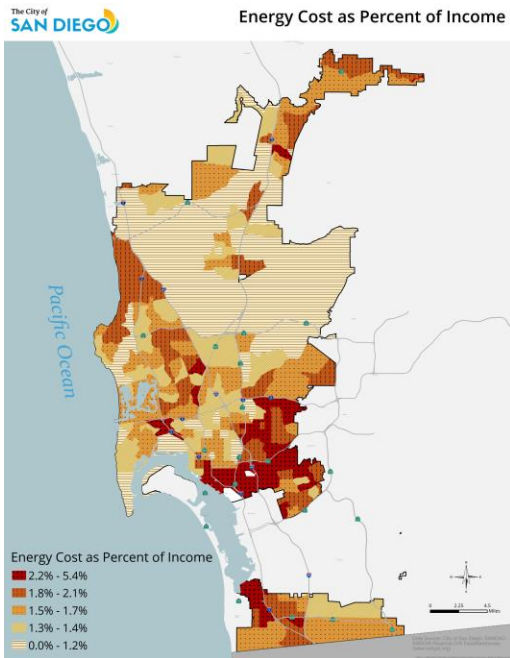 The City of
SAN DIEGO
Energy Cost as Percent of Income
Pacific Ocean
Energy Cost as Percent of Income
2.2% - 5.4%
1.8% - 2.1%
1.5% - 1.7%
1.3% - 1.4%
0.0% - 1.2%
0 2.25 4.5
Miles